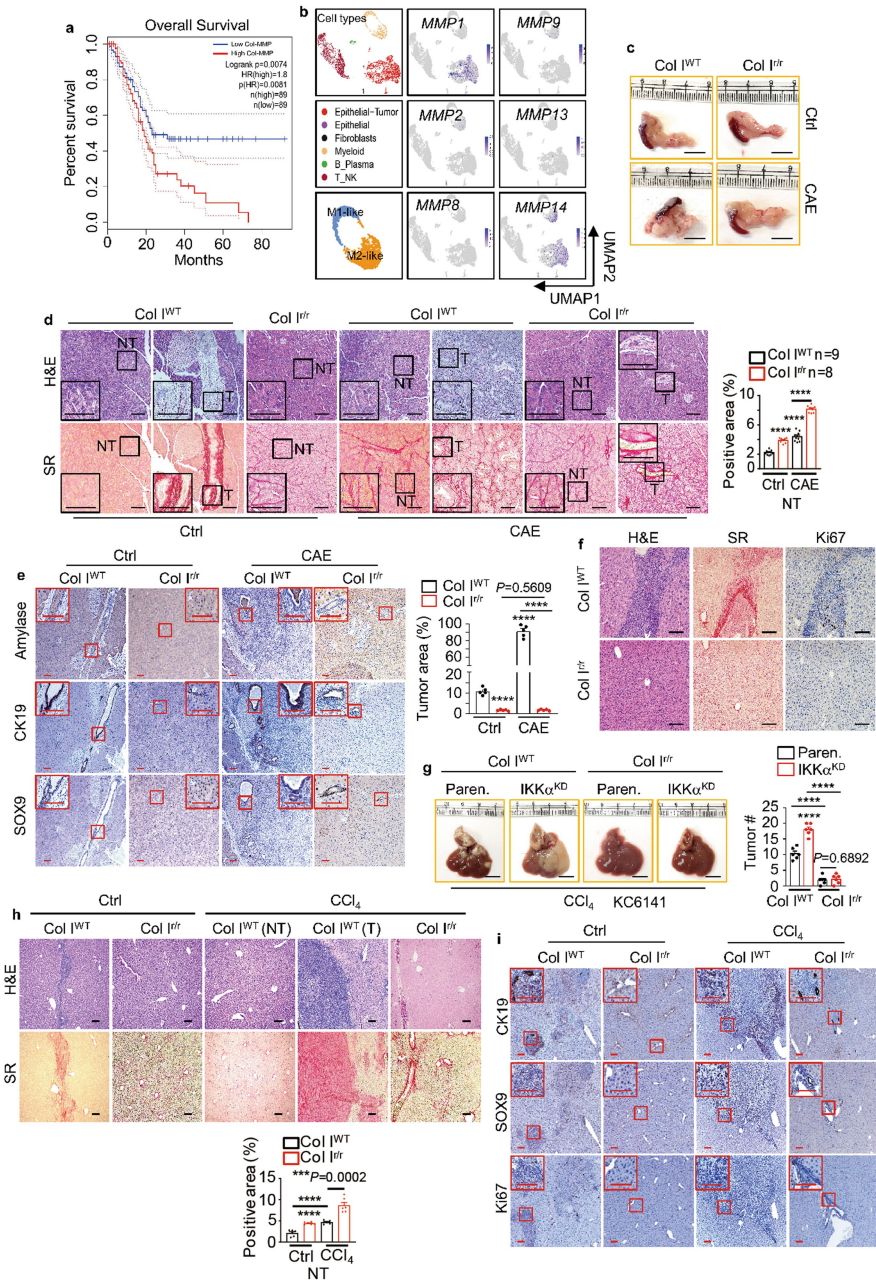 a
Overall Survival
Low Col-MMP
High Col-MMP
Logrank p=0.0074
HR(high)=1.8
p(HR)=0.0081
n(high)=89
n(low)=89
Percent survival
1.0
0.8
0.6
0.4
0.2
0.0
0 20 40 60 80
Months
b
Cell types
MMP1
MMP9
Epithelial-Tumor
Epithelial
Fibroblasts
Myeloid
B_Plasma
T_NK
MMP2
MMP13
M1-like
M2-like
MMP8
MMP14
UMAP1
UMAP2
c
Col I^WT
Col I^r/r
Ctrl
CAE
d
Col I^WT
Col I^r/r
Col I^WT
Col I^r/r
H&E
NT
T
NT
NT
T
NT
T
SR
NT
T
NT
NT
T
NT
T
Ctrl
CAE
Col I^WT n=9
Col I^r/r n=8
Positive area (%)
10
8
6
4
2
****
****
****
Ctrl CAE
NT
e
Ctrl
CAE
Col I^WT
Col I^r/r
Col I^WT
Col I^r/r
Amylase
CK19
SOX9
Col I^WT
Col I^r/r
P=0.5609
****
****
****
Tumor area (%)
100
80
60
40
20
10
0
Ctrl
CAE
f
H&E
SR
Ki67
Col I^WT
Col I^r/r
g
Col I^WT
Col I^r/r
Paren.
IKKα^KD
Paren.
IKKα^KD
CCl4 KC6141
Paren.
IKKα^KD
****
****
****
P=0.6892
Tumor #
25
20
15
10
5
0
Col I^WT
Col I^r/r
h
Ctrl
CCl4
Col I^WT
Col I^r/r
Col I^WT (NT)
Col I^WT (T)
Col I^r/r
H&E
SR
Col I^WT
Col I^r/r
***P=0.0002
****
****
Positive area (%)
15
10
5
0
Ctrl
CCl4
NT
i
Ctrl
CCl4
Col I^WT
Col I^r/r
Col I^WT
Col I^r/r
CK19
SOX9
Ki67